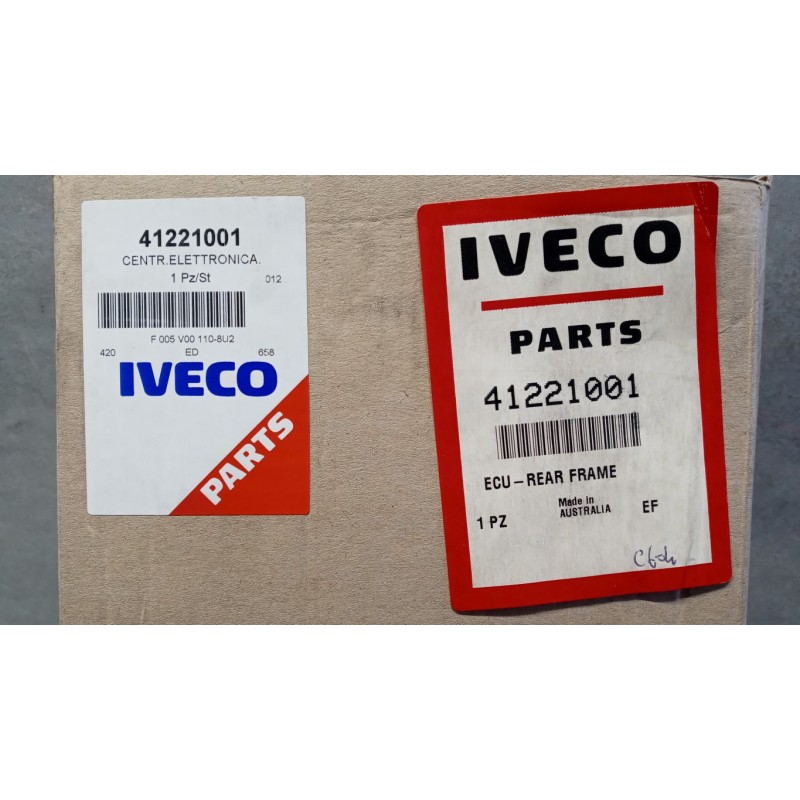 41221001
CENTR.ELETTRONICA.
1 Pz/St 012
F 005 V00 110-8U2
420 ED 658
IVECO
PARTS
IVECO
PARTS
41221001
ECU-REAR FRAME
1 PZ Made in AUSTRALIA EF